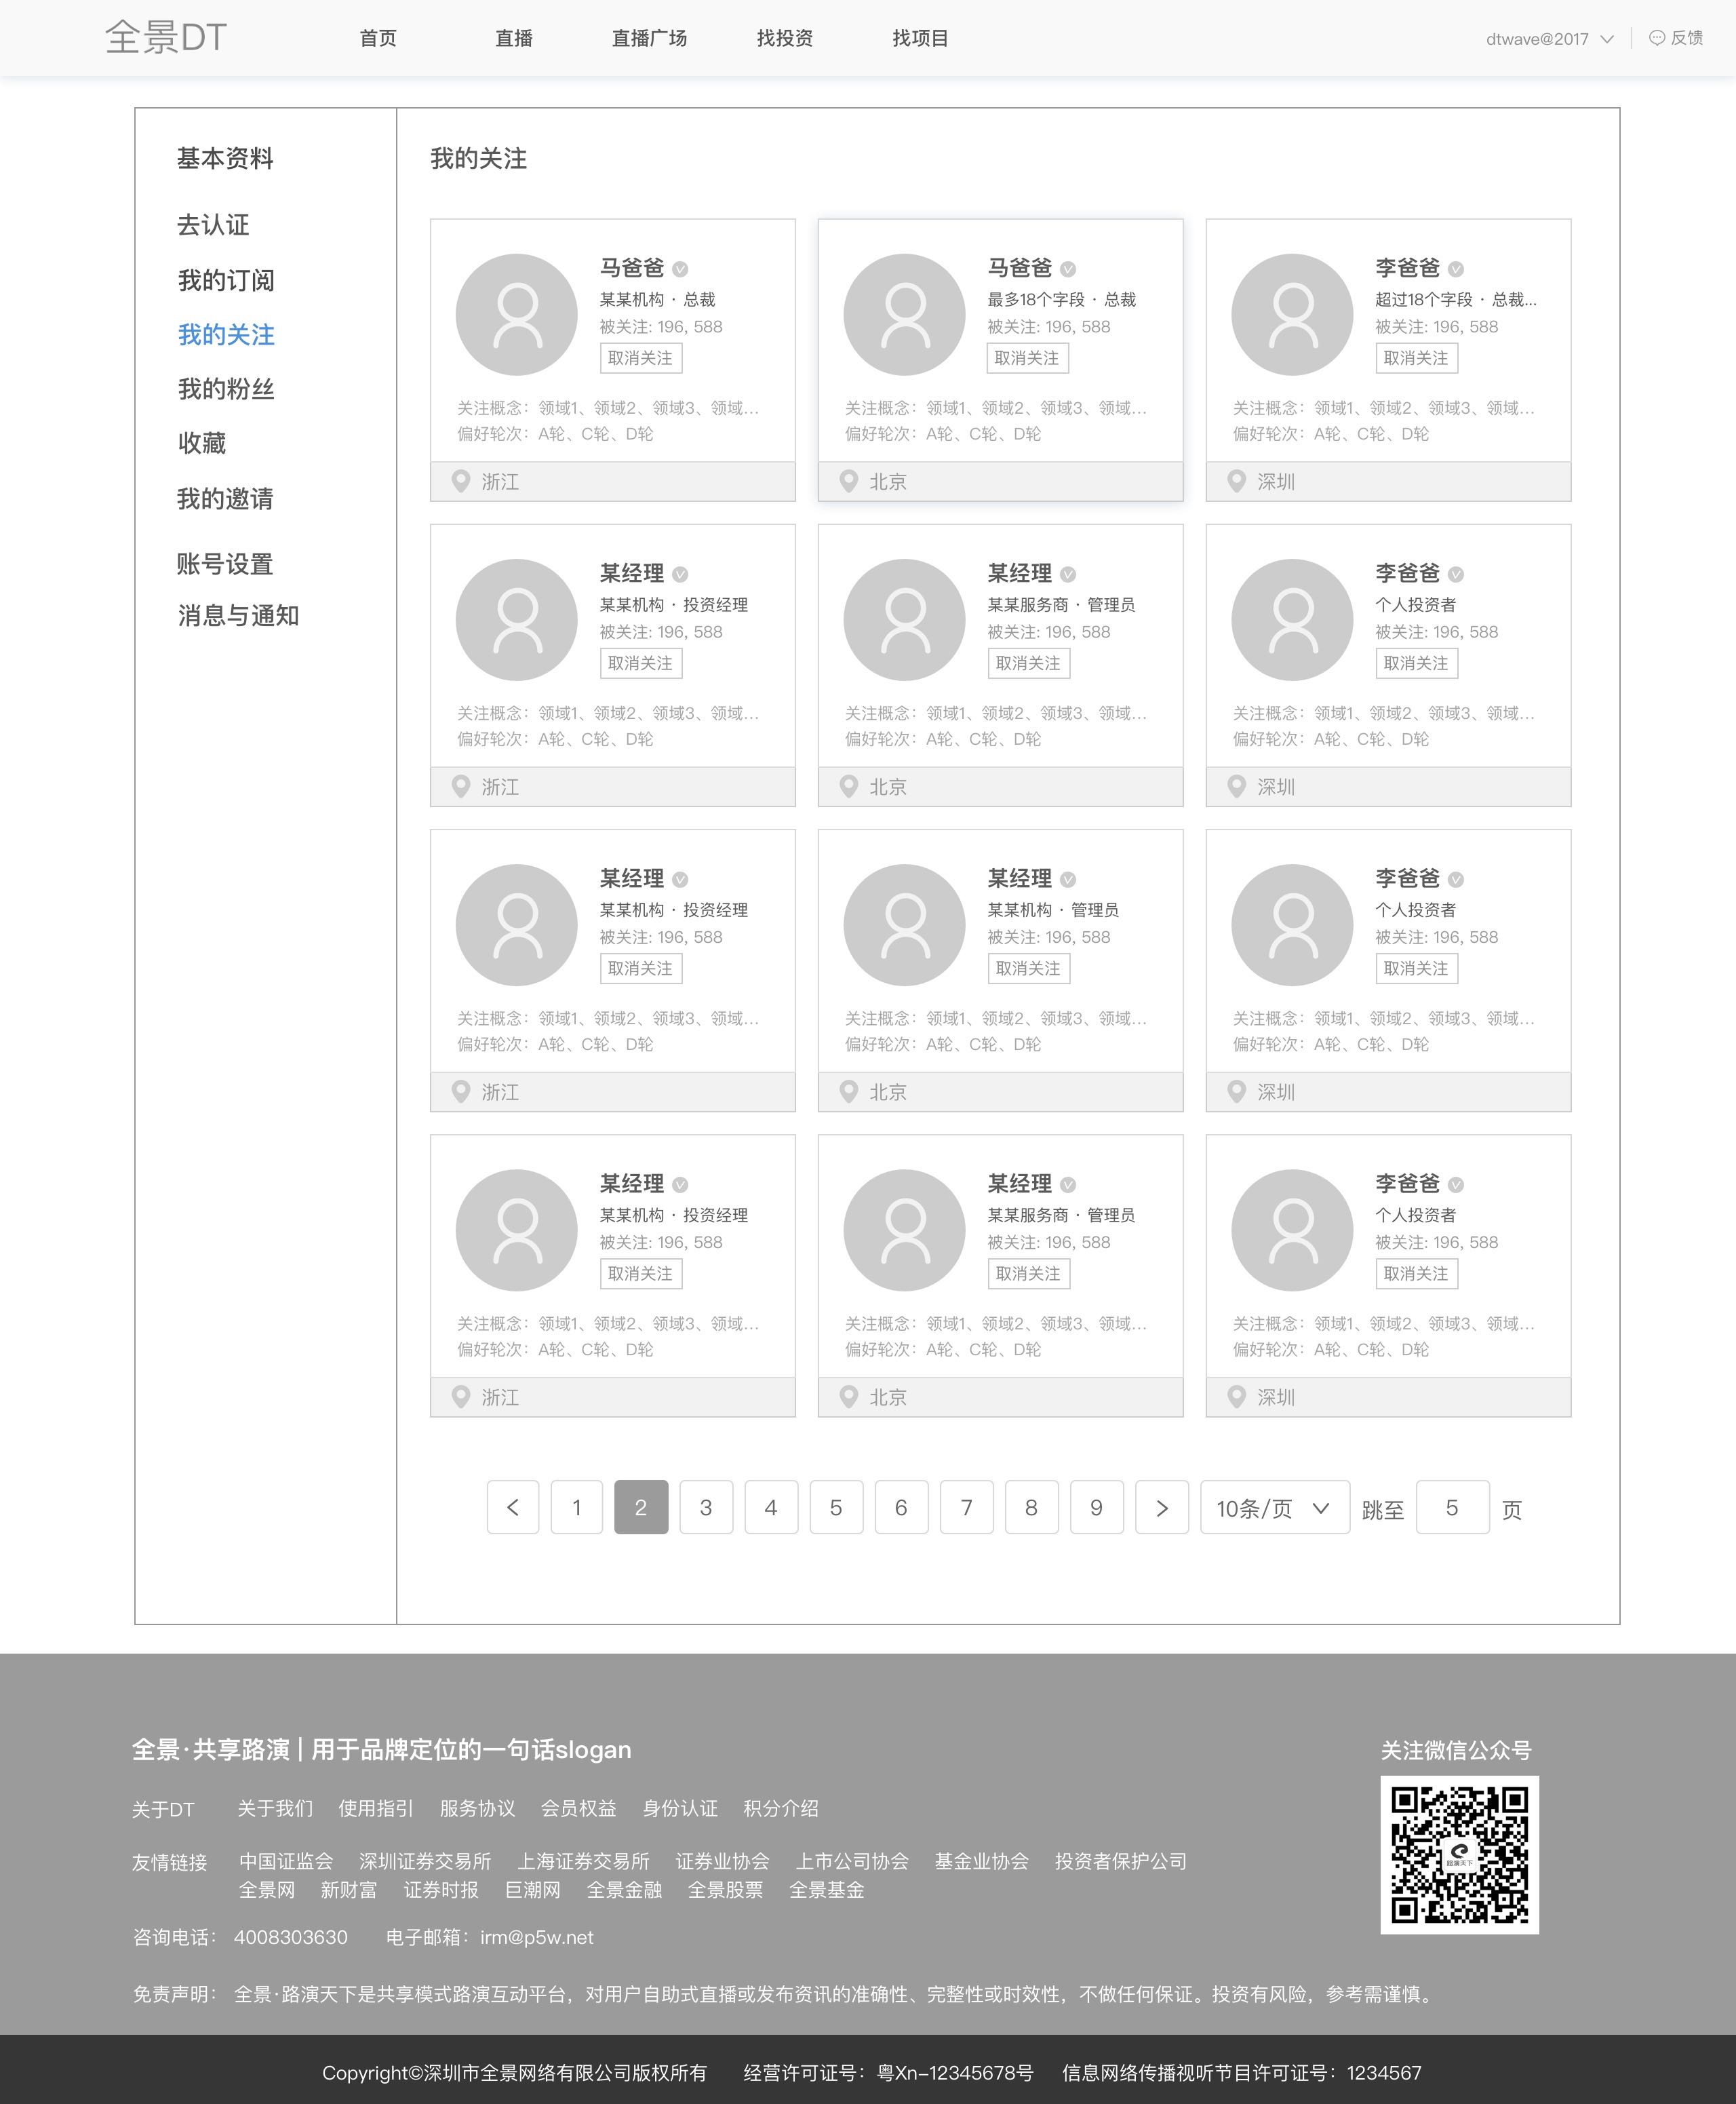 全景DT 首页 直播 直播广场 找投资 找项目 dtwave@2017 反馈
基本资料
去认证
我的订阅
我的关注
我的粉丝
收藏
我的邀请
账号设置
消息与通知
我的关注
马爸爸
某某机构 · 总裁
被关注: 196, 588
取消关注
关注概念：领域1、领域2、领域3、领域...
偏好轮次：A轮、C轮、D轮
浙江
马爸爸
最多18个字段 · 总裁
被关注: 196, 588
取消关注
关注概念：领域1、领域2、领域3、领域...
偏好轮次：A轮、C轮、D轮
北京
李爸爸
超过18个字段 · 总裁...
被关注: 196, 588
取消关注
关注概念：领域1、领域2、领域3、领域...
偏好轮次：A轮、C轮、D轮
深圳
某经理
某某机构 · 投资经理
被关注: 196, 588
取消关注
关注概念：领域1、领域2、领域3、领域...
偏好轮次：A轮、C轮、D轮
浙江
某经理
某某服务商 · 管理员
被关注: 196, 588
取消关注
关注概念：领域1、领域2、领域3、领域...
偏好轮次：A轮、C轮、D轮
北京
李爸爸
个人投资者
被关注: 196, 588
取消关注
关注概念：领域1、领域2、领域3、领域...
偏好轮次：A轮、C轮、D轮
深圳
某经理
某某机构 · 投资经理
被关注: 196, 588
取消关注
关注概念：领域1、领域2、领域3、领域...
偏好轮次：A轮、C轮、D轮
浙江
某经理
某某机构 · 管理员
被关注: 196, 588
取消关注
关注概念：领域1、领域2、领域3、领域...
偏好轮次：A轮、C轮、D轮
北京
李爸爸
个人投资者
被关注: 196, 588
取消关注
关注概念：领域1、领域2、领域3、领域...
偏好轮次：A轮、C轮、D轮
深圳
某经理
某某机构 · 投资经理
被关注: 196, 588
取消关注
关注概念：领域1、领域2、领域3、领域...
偏好轮次：A轮、C轮、D轮
浙江
某经理
某某服务商 · 管理员
被关注: 196, 588
取消关注
关注概念：领域1、领域2、领域3、领域...
偏好轮次：A轮、C轮、D轮
北京
李爸爸
个人投资者
被关注: 196, 588
取消关注
关注概念：领域1、领域2、领域3、领域...
偏好轮次：A轮、C轮、D轮
深圳
< 1 2 3 4 5 6 7 8 9 > 10条/页 跳至 5 页
全景·共享路演 | 用于品牌定位的一句话slogan
关于DT 关于我们 使用指引 服务协议 会员权益 身份认证 积分介绍
友情链接 中国证监会 深圳证券交易所 上海证券交易所 证券业协会 上市公司协会 基金业协会 投资者保护公司
全景网 新财富 证券时报 巨潮网 全景金融 全景股票 全景基金
咨询电话： 4008303630 电子邮箱：irm@p5w.net
免责声明： 全景·路演天下是共享模式路演互动平台，对用户自助式直播或发布资讯的准确性、完整性或时效性，不做任何保证。投资有风险，参考需谨慎。
关注微信公众号
路演天下
Copyright©深圳市全景网络有限公司版权所有 经营许可证号：粤Xn-12345678号 信息网络传播视听节目许可证号：1234567